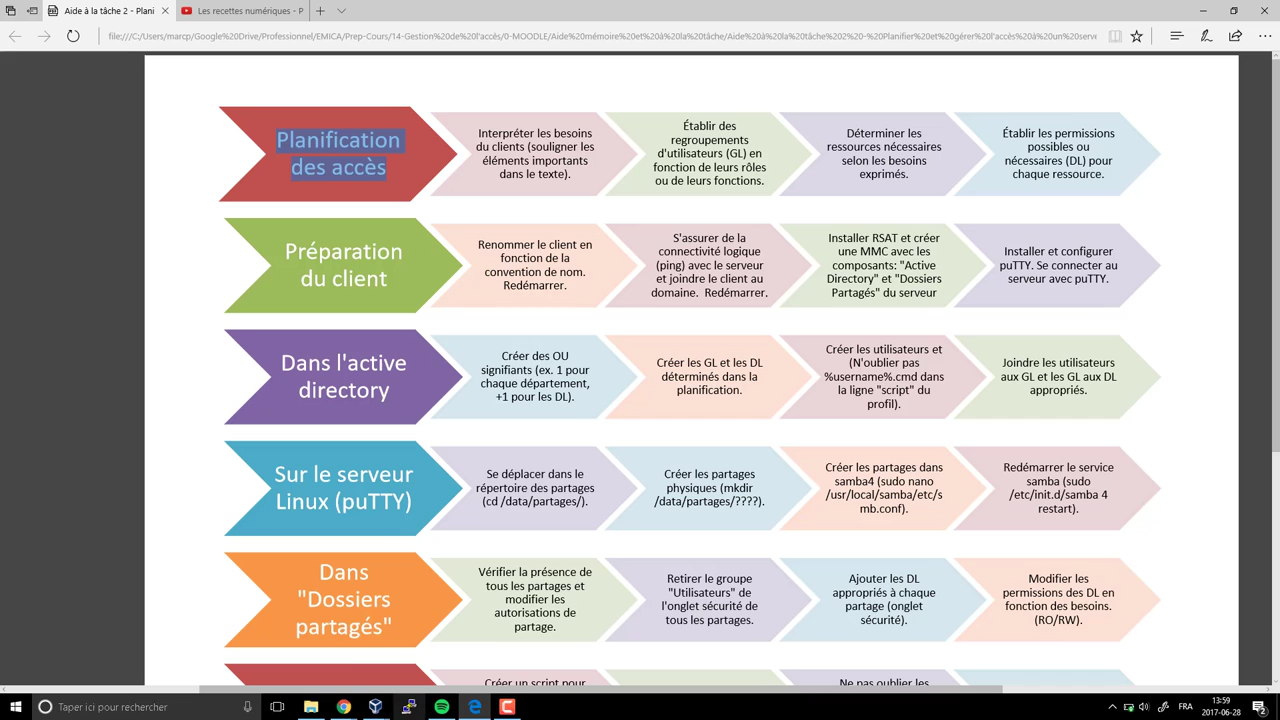 Aide à la tâche 2 - Plani
Les recettes numériques - P
file:///C:/Users/marcp/Google%20Drive/Professionnel/EMICA/Prep-Cours/14-Gestion%20de%20l'accès/0-MOODLE/Aide%20mémoire%20et%20à%20la%20tâche/Aide%20à%20la%20tâche%202%20-%20Planifier%20et%20gérer%20l'accès%20à%20un%20serve
Planification
des accès
Interpréter les besoins
du clients (souligner les
éléments importants
dans le texte).
Établir des
regroupements
d'utilisateurs (GL) en
fonction de leurs rôles
ou de leurs fonctions.
Déterminer les
ressources nécessaires
selon les besoins
exprimés.
Établir les permissions
possibles ou
nécessaires (DL) pour
chaque ressource.
Préparation
du client
Renommer le client en
fonction de la
convention de nom.
Redémarrer.
S'assurer de la
connectivité logique
(ping) avec le serveur
et joindre le client au
domaine. Redémarrer.
Installer RSAT et créer
une MMC avec les
composants: "Active
Directory" et "Dossiers
Partagés" du serveur
Installer et configurer
puTTY. Se connecter au
serveur avec puTTY.
Dans l'active
directory
Créer des OU
signifiants (ex. 1 pour
chaque département,
+1 pour les DL).
Créer les GL et les DL
déterminés dans la
planification.
Créer les utilisateurs et
(N'oublier pas
%username%.cmd dans
la ligne "script" du
profil).
Joindre les utilisateurs
aux GL et les GL aux DL
appropriés.
Sur le serveur
Linux (puTTY)
Se déplacer dans le
répertoire des partages
(cd /data/partages/).
Créer les partages
physiques (mkdir
/data/partages/????).
Créer les partages dans
samba4 (sudo nano
/usr/local/samba/etc/s
mb.conf).
Redémarrer le service
samba (sudo
/etc/init.d/samba 4
restart).
Dans
"Dossiers
partagés"
Vérifier la présence de
tous les partages et
modifier les
autorisations de
partage.
Retirer le groupe
"Utilisateurs" de
l'onglet sécurité de
tous les partages.
Ajouter les DL
appropriés à chaque
partage (onglet
sécurité).
Modifier les
permissions des DL en
fonction des besoins.
(RO/RW).
Créer un script pour
Ne pas oublier les
Taper ici pour rechercher
FRA
13:59
2017-06-28
2